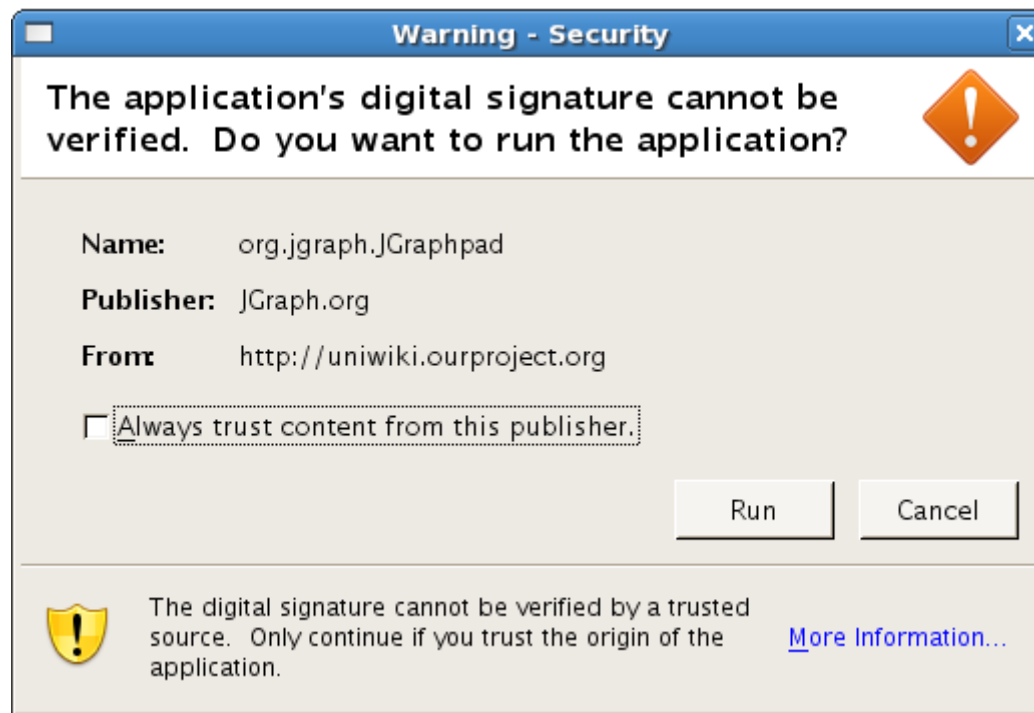 Warning - Security
The application's digital signature cannot be
verified.  Do you want to run the application?
Name: org.jgraph.JGraphpad
Publisher: JGraph.org
From: http://uniwiki.ourproject.org
Always trust content from this publisher.
Run Cancel
The digital signature cannot be verified by a trusted
source.  Only continue if you trust the origin of the
application.
More Information...